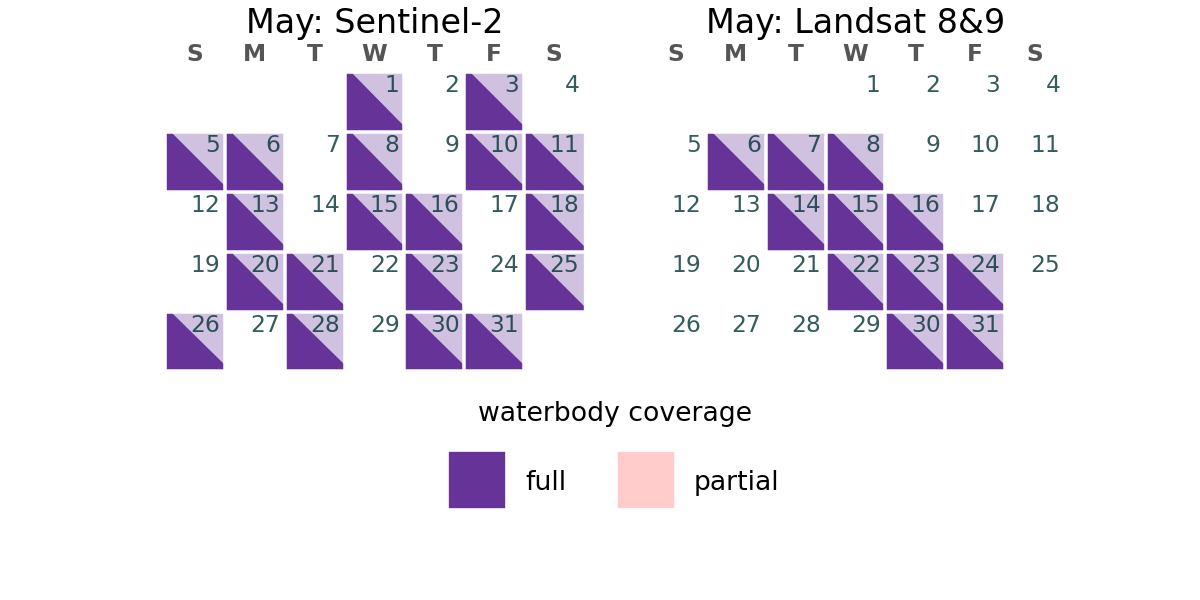 May: Sentinel-2
S M T W T F S
1 2 3 4
5 6 7 8 9 10 11
12 13 14 15 16 17 18
19 20 21 22 23 24 25
26 27 28 29 30 31
May: Landsat 8&9
S M T W T F S
1 2 3 4
5 6 7 8 9 10 11
12 13 14 15 16 17 18
19 20 21 22 23 24 25
26 27 28 29 30 31
waterbody coverage
full partial